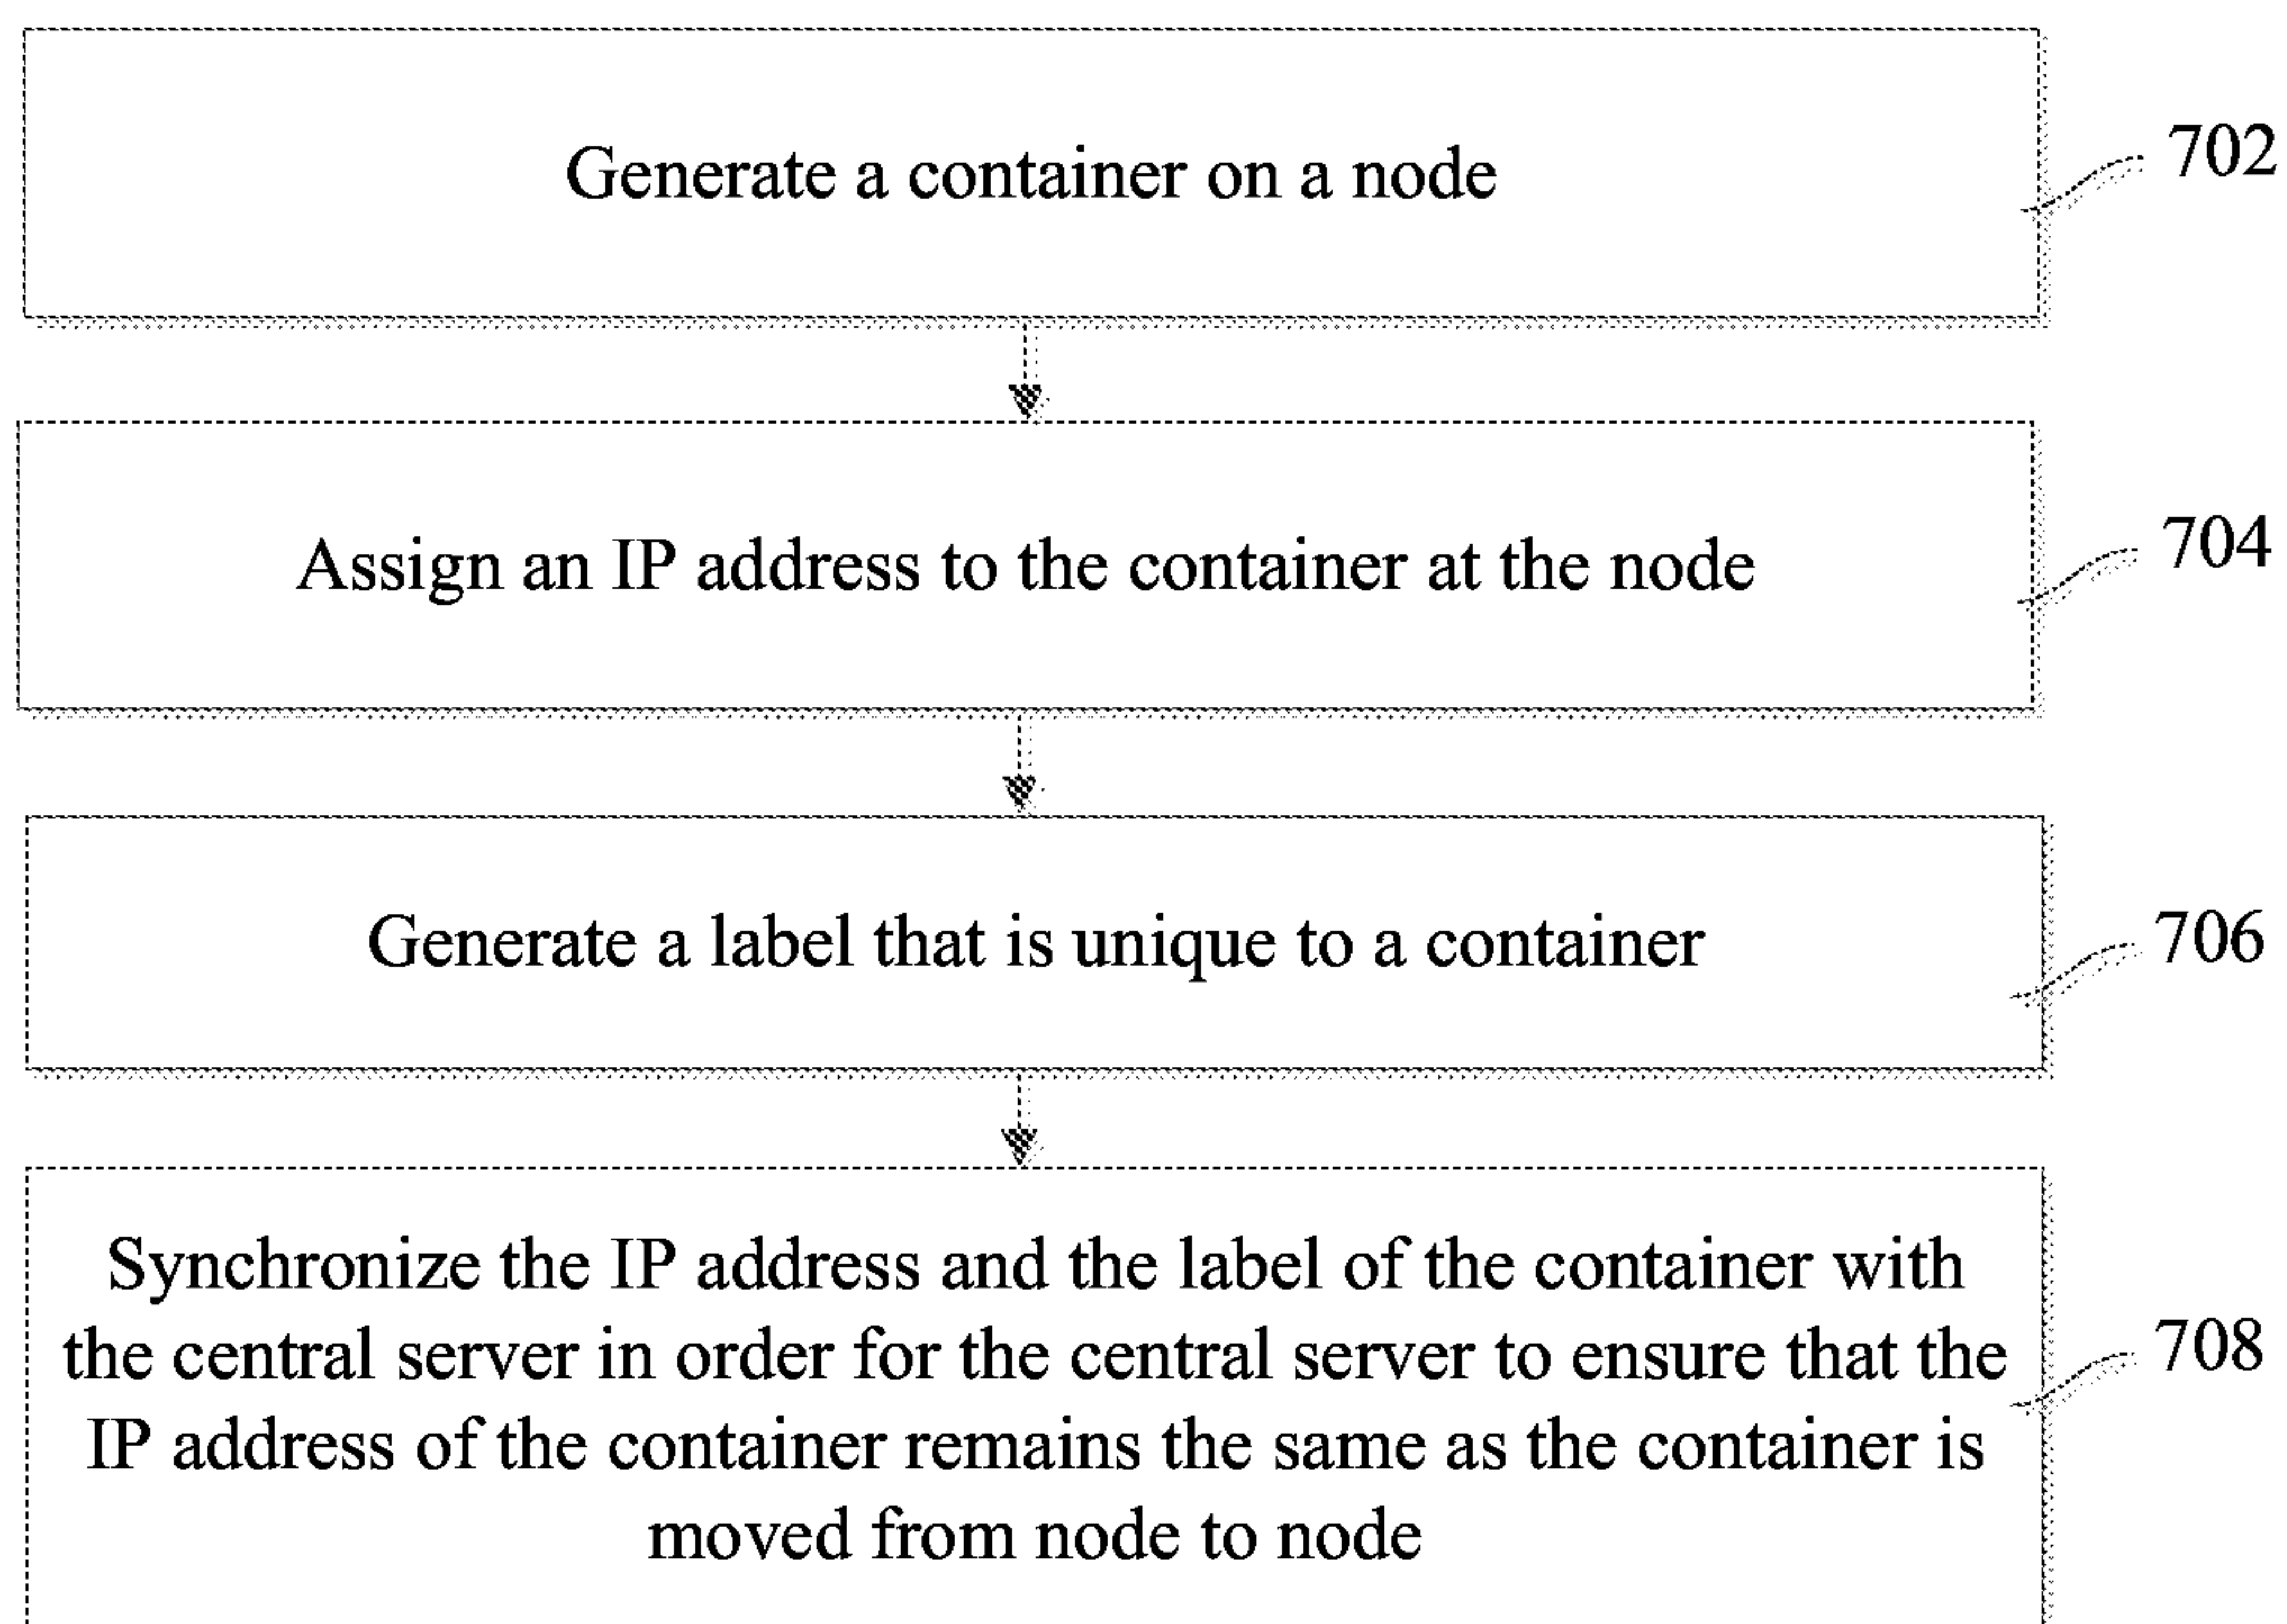 Generate a container on a node
702
Assign an IP address to the container at the node
704
Generate a label that is unique to a container
706
Synchronize the IP address and the label of the container with
the central server in order for the central server to ensure that the
IP address of the container remains the same as the container is
moved from node to node
708